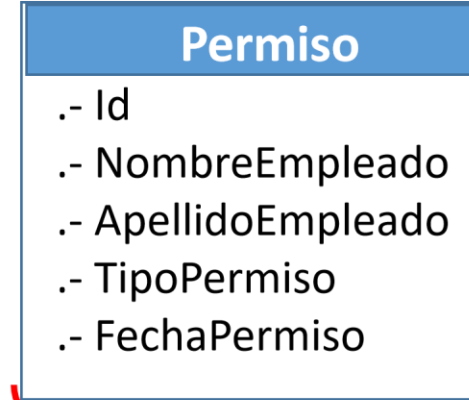 Permiso
.- Id
.- NombreEmpleado
.- ApellidoEmpleado
.- TipoPermiso
.- FechaPermiso